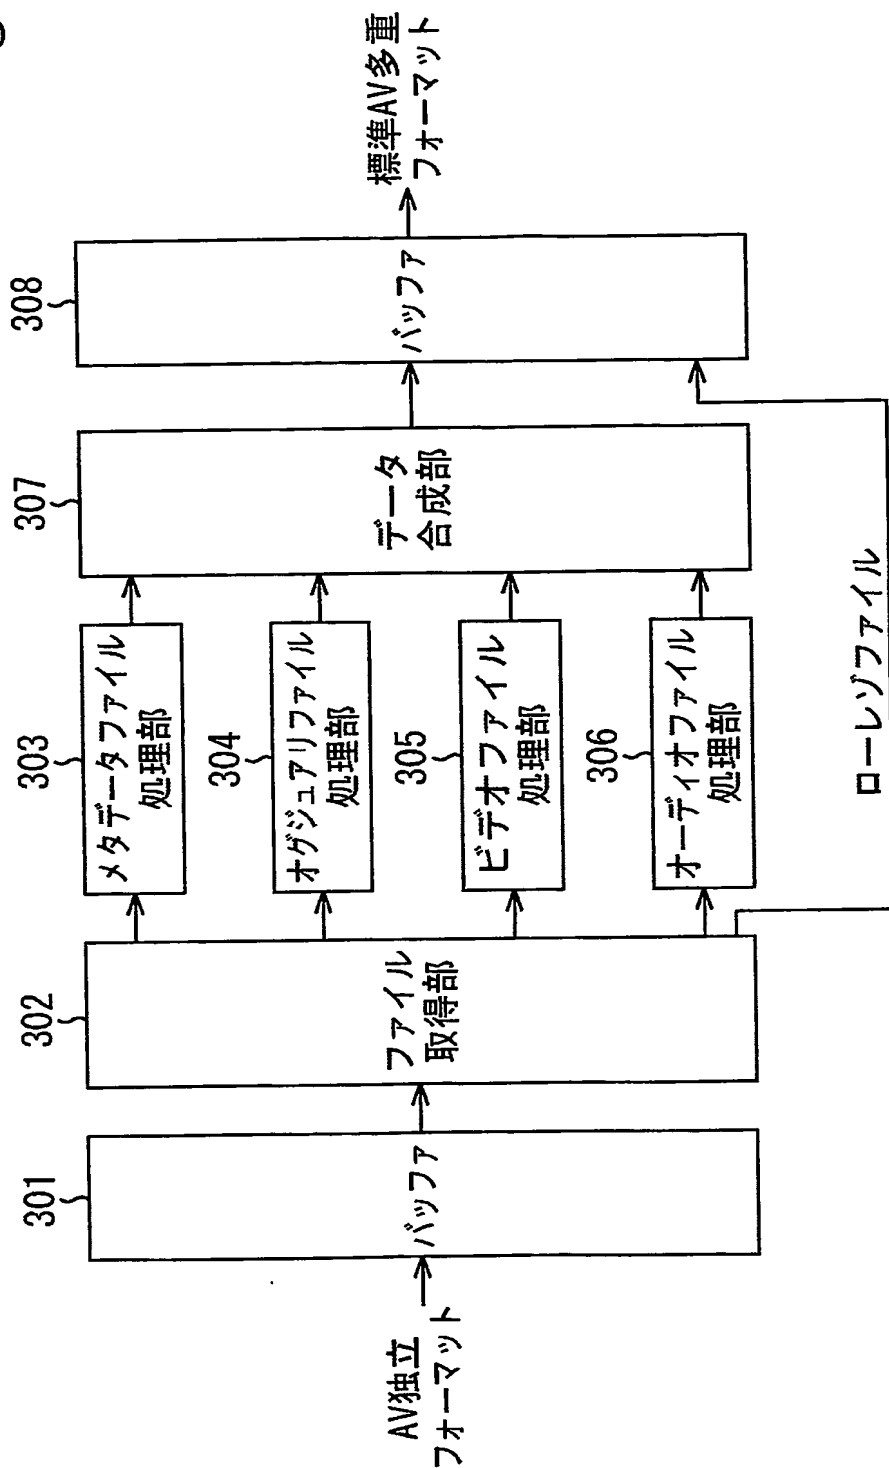 AV独立
フォーマット
301
バッファ
302
ファイル
取得部
303
メタデータファイル
処理部
304
オグジュアリファイル
処理部
305
ビデオファイル
処理部
306
オーディオファイル
処理部
307
データ
合成部
308
バッファ
標準AV多重
フォーマット
ローレゾファイル